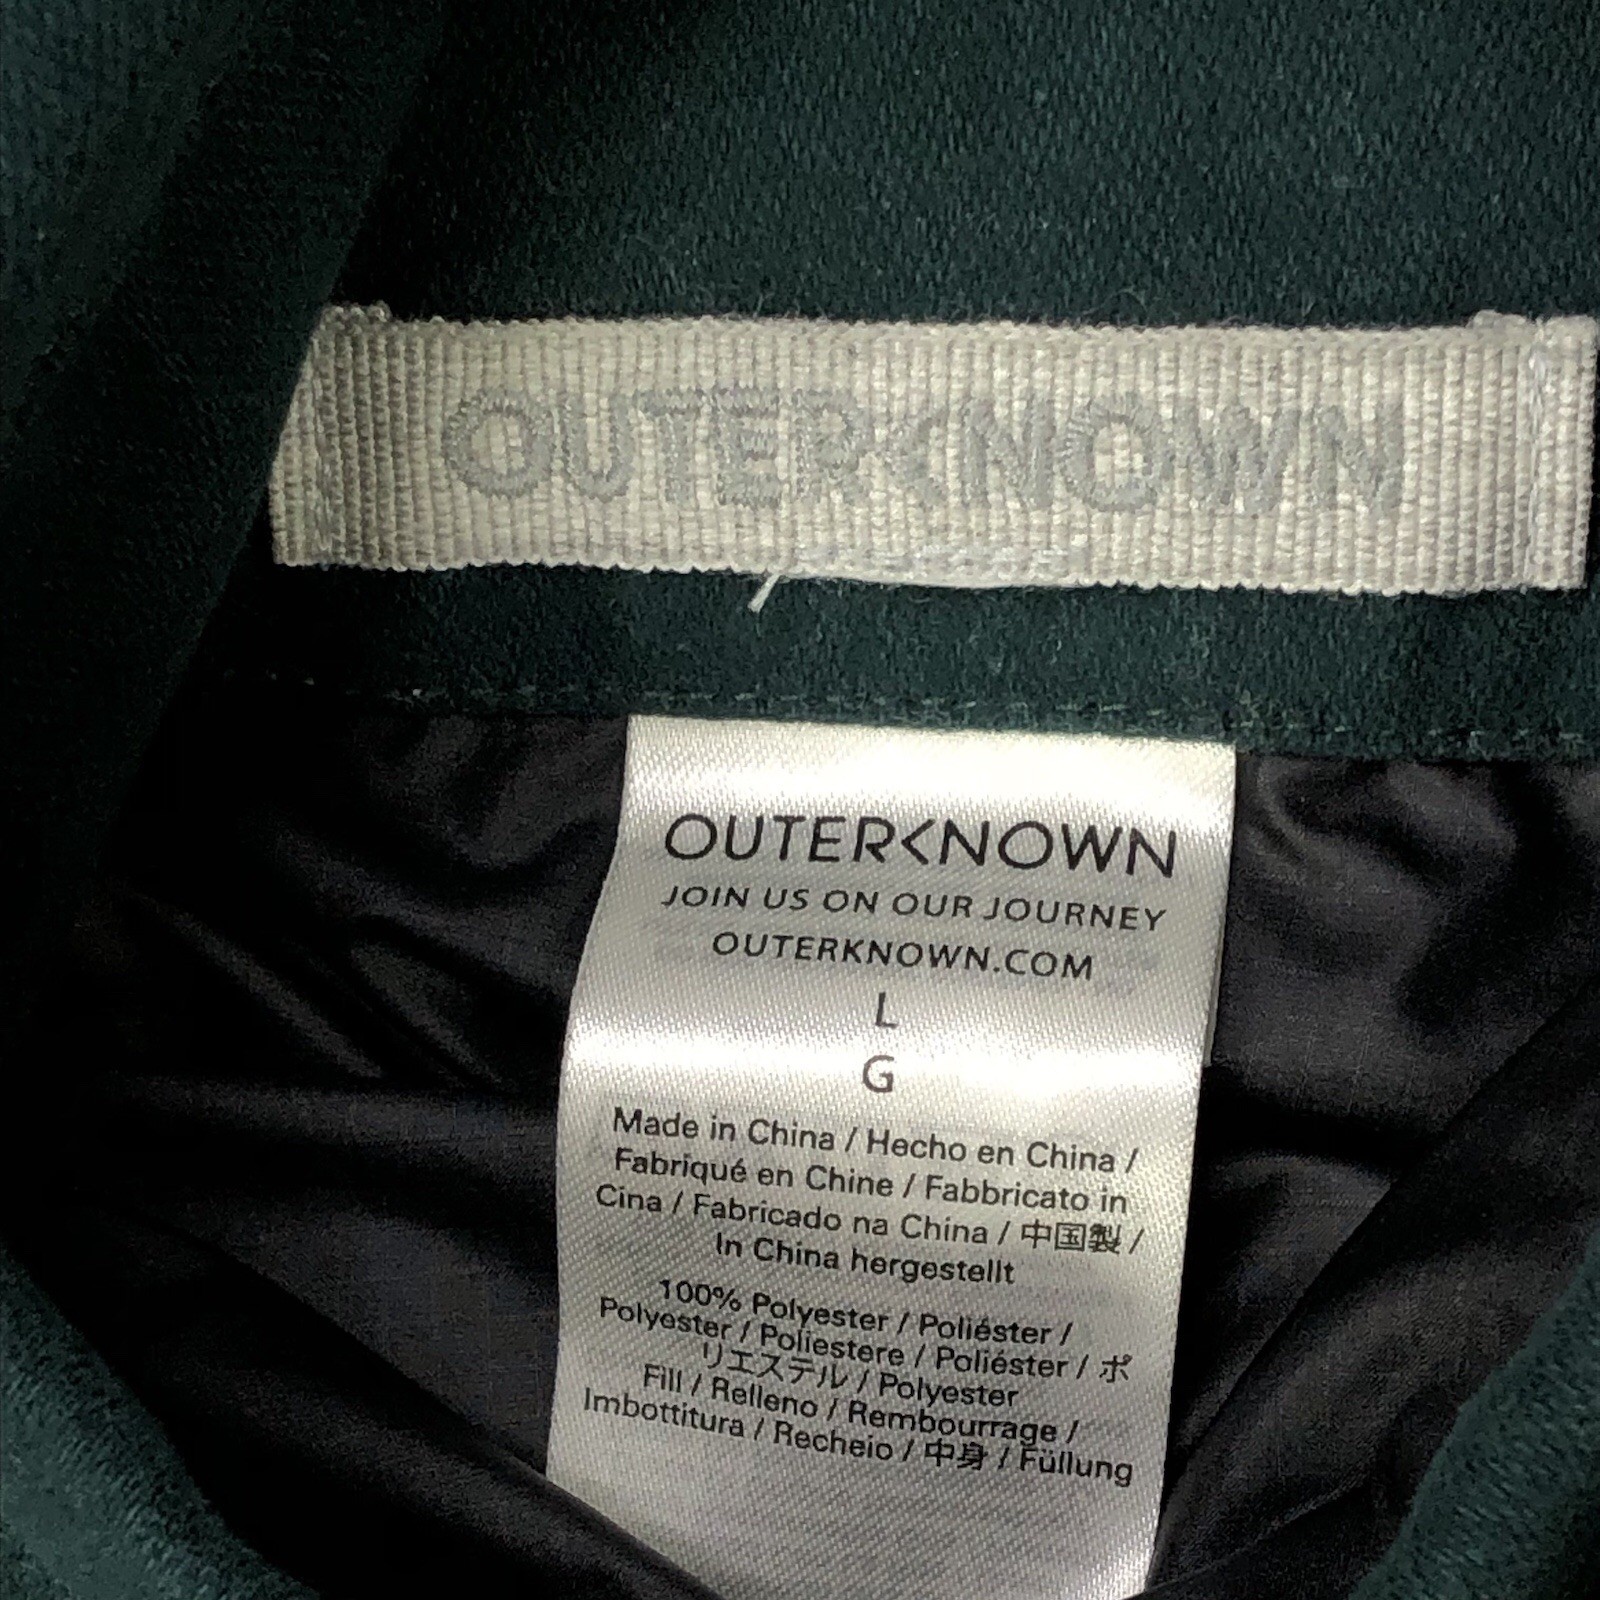 OUTER<NOWN
OUTER<NOWN
JOIN US ON OUR JOURNEY
OUTERKNOWN.COM
L
G
Made in China / Hecho en China /
Fabriqué en Chine / Fabbricato in
Cina / Fabricado na China / 中国製 /
In China hergestellt
100% Polyester / Poliéster /
Polyester / Poliestere / Poliéster / ポ
リエステル / Polyester
Fill / Relleno / Rembourrage /
Imbottitura / Recheio / 中身 / Füllung